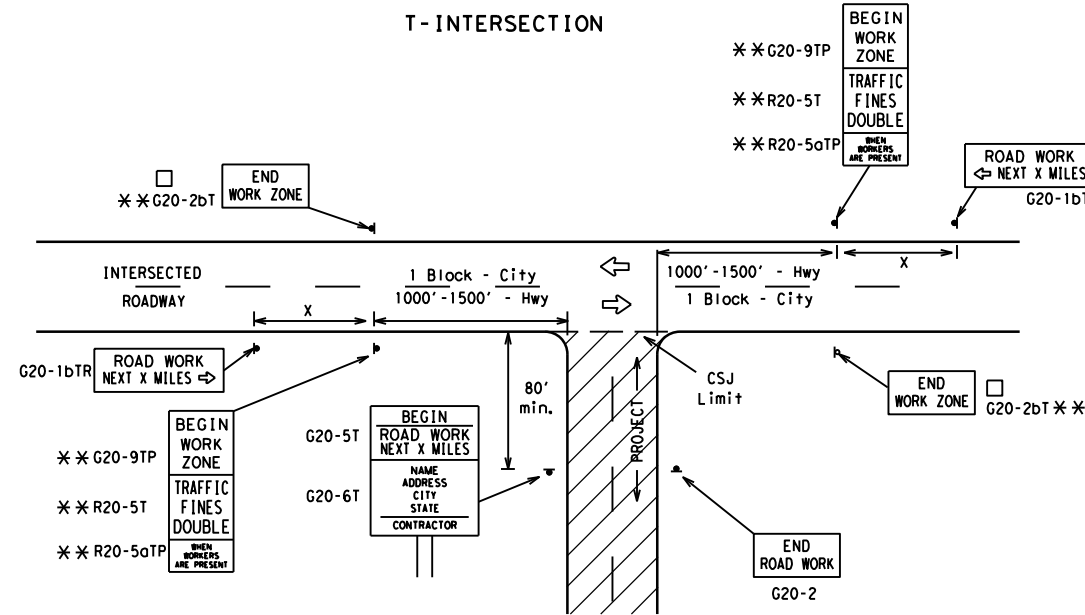 T-INTERSECTION
BEGIN
WORK
ZONE
TRAFFIC
FINES
DOUBLE
WHEN
WORKERS
ARE PRESENT
**G20-9TP
**R20-5T
**R20-5aTP
ROAD WORK
⇦ NEXT X MILES
G20-1bT
□
**G20-2bT
END
WORK ZONE
INTERSECTED
ROADWAY
X
1 Block - City
1000' -1500' - Hwy
⇦
⇨
1000' -1500' - Hwy
1 Block - City
X
G20-1bTR
ROAD WORK
NEXT X MILES ⇨
80'
min.
CSJ
Limit
PROJECT
END
WORK ZONE
□
G20-2bT **
**G20-9TP
**R20-5T
**R20-5aTP
BEGIN
WORK
ZONE
TRAFFIC
FINES
DOUBLE
WHEN
WORKERS
ARE PRESENT
G20-5T
G20-6T
BEGIN
ROAD WORK
NEXT X MILES
NAME
ADDRESS
CITY
STATE
CONTRACTOR
END
ROAD WORK
G20-2